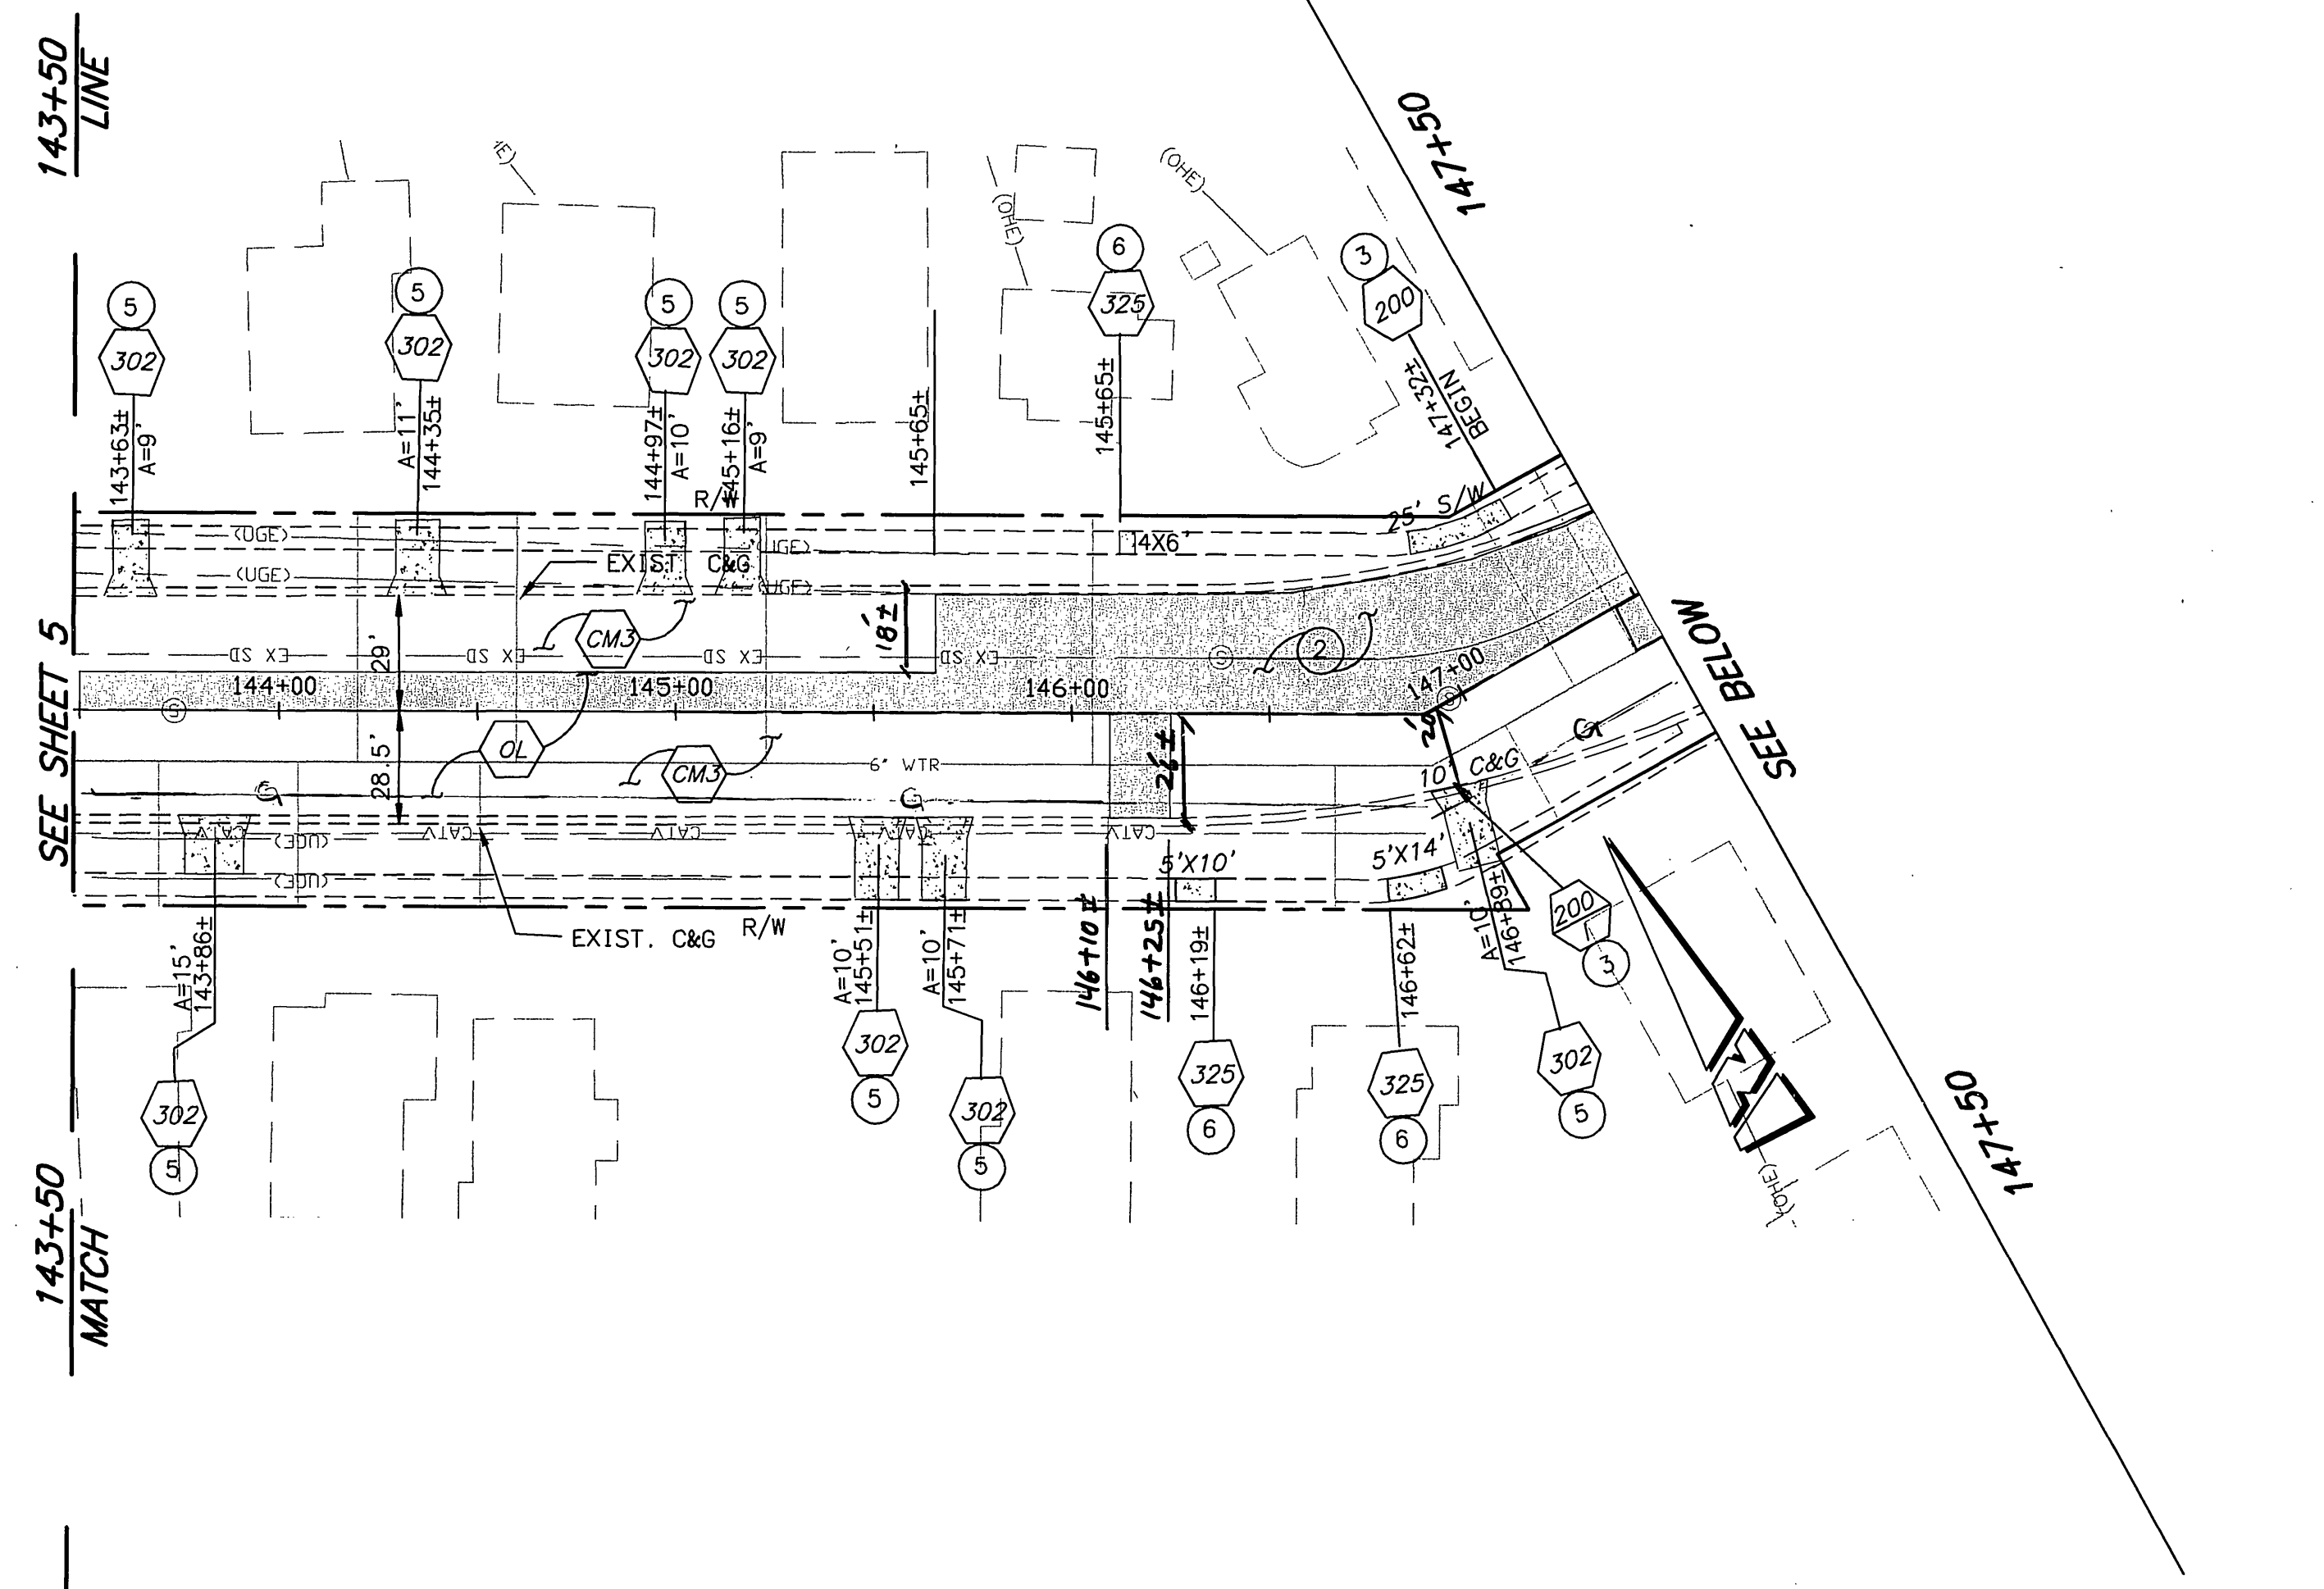 143+50
LINE
147+50
E)
(OHE)
(OHE)
5
302
143+63±
A=9'
5
302
A=11'
144+35±
5
302
144+97±
A=10'
5
302
145+16±
A=9'
145+65±
6
325
145+65±
3
200
147+32±
BEGIN
R/W
(UGE)
(UGE)
(UGE)
(UGE)
EXIST C&G
4X6'
25' S/W
SEE SHEET 5
29'
CM3
18'±
2
EX SD
EX SD
EX SD
EX SD
144+00
145+00
146+00
147+00
S
S
S
28.5'
OL
CM3
6" WTR
26'±
20'
10' C&G
G
G
G
SEE BELOW
CATV
CATV
CATV
CATV
CATV
(UGE)
(UGE)
5'X10'
5'X14'
EXIST. C&G
R/W
A=15'
143+86±
302
5
A=10'
145+51±
302
5
A=10'
145+71±
302
5
146+10±
146+25±
146+19±
325
6
146+62±
325
6
A=10'
146+89±
302
5
200
3
N
(OHE)
143+50
MATCH
147+50